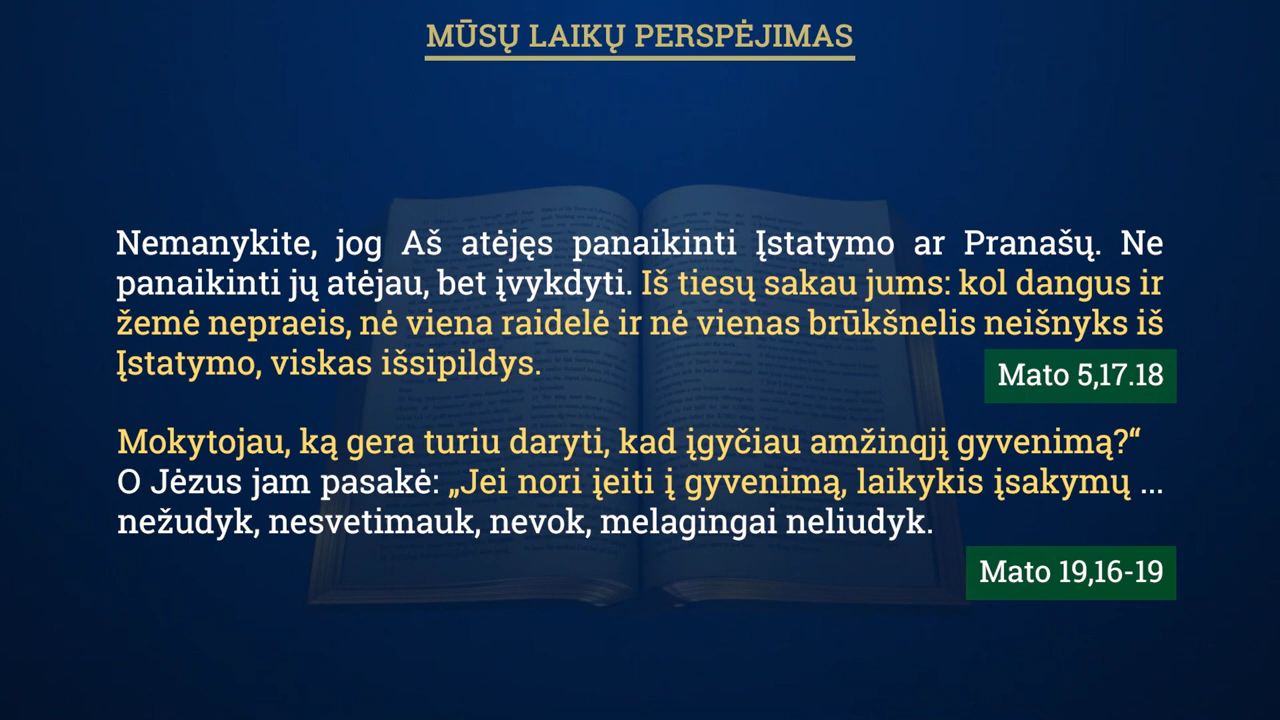 MŪSŲ LAIKŲ PERSPĖJIMAS
Nemanykite, jog Aš atėjęs panaikinti Įstatymo ar Pranašų. Ne
panaikinti jų atėjau, bet įvykdyti. Iš tiesų sakau jums: kol dangus ir
žemė nepraeis, nė viena raidelė ir nė vienas brūkšnelis neišnyks iš
Įstatymo, viskas išsipildys.
Mato 5,17.18
Mokytojau, ką gera turiu daryti, kad įgyčiau amžinqjį gyvenimą?“
O Jėzus jam pasakė: „Jei nori įeiti į gyvenimą, laikykis įsakymų ...
nežudyk, nesvetimauk, nevok, melagingai neliudyk.
Mato 19,16-19